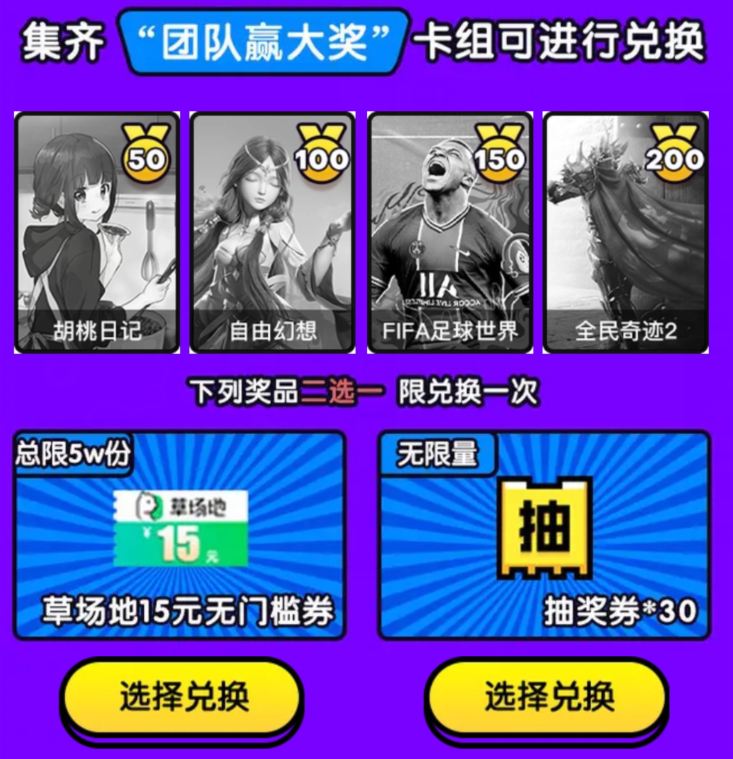 集齐“团队赢大奖”卡组可进行兑换
50
100
150
200
胡桃日记
自由幻想
FIFA足球世界
全民奇迹2
下列奖品二选一 限兑换一次
总限5w份
无限量
草场地
¥15元
抽
草场地15元无门槛券
抽奖券*30
选择兑换
选择兑换